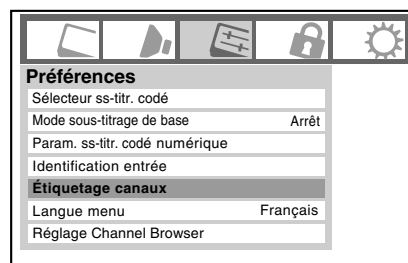 Préférences
Sélecteur ss-titr. codé
Mode sous-titrage de base Arrêt
Param. ss-titr. codé numérique
Identification entrée
Étiquetage canaux
Langue menu Français
Réglage Channel Browser